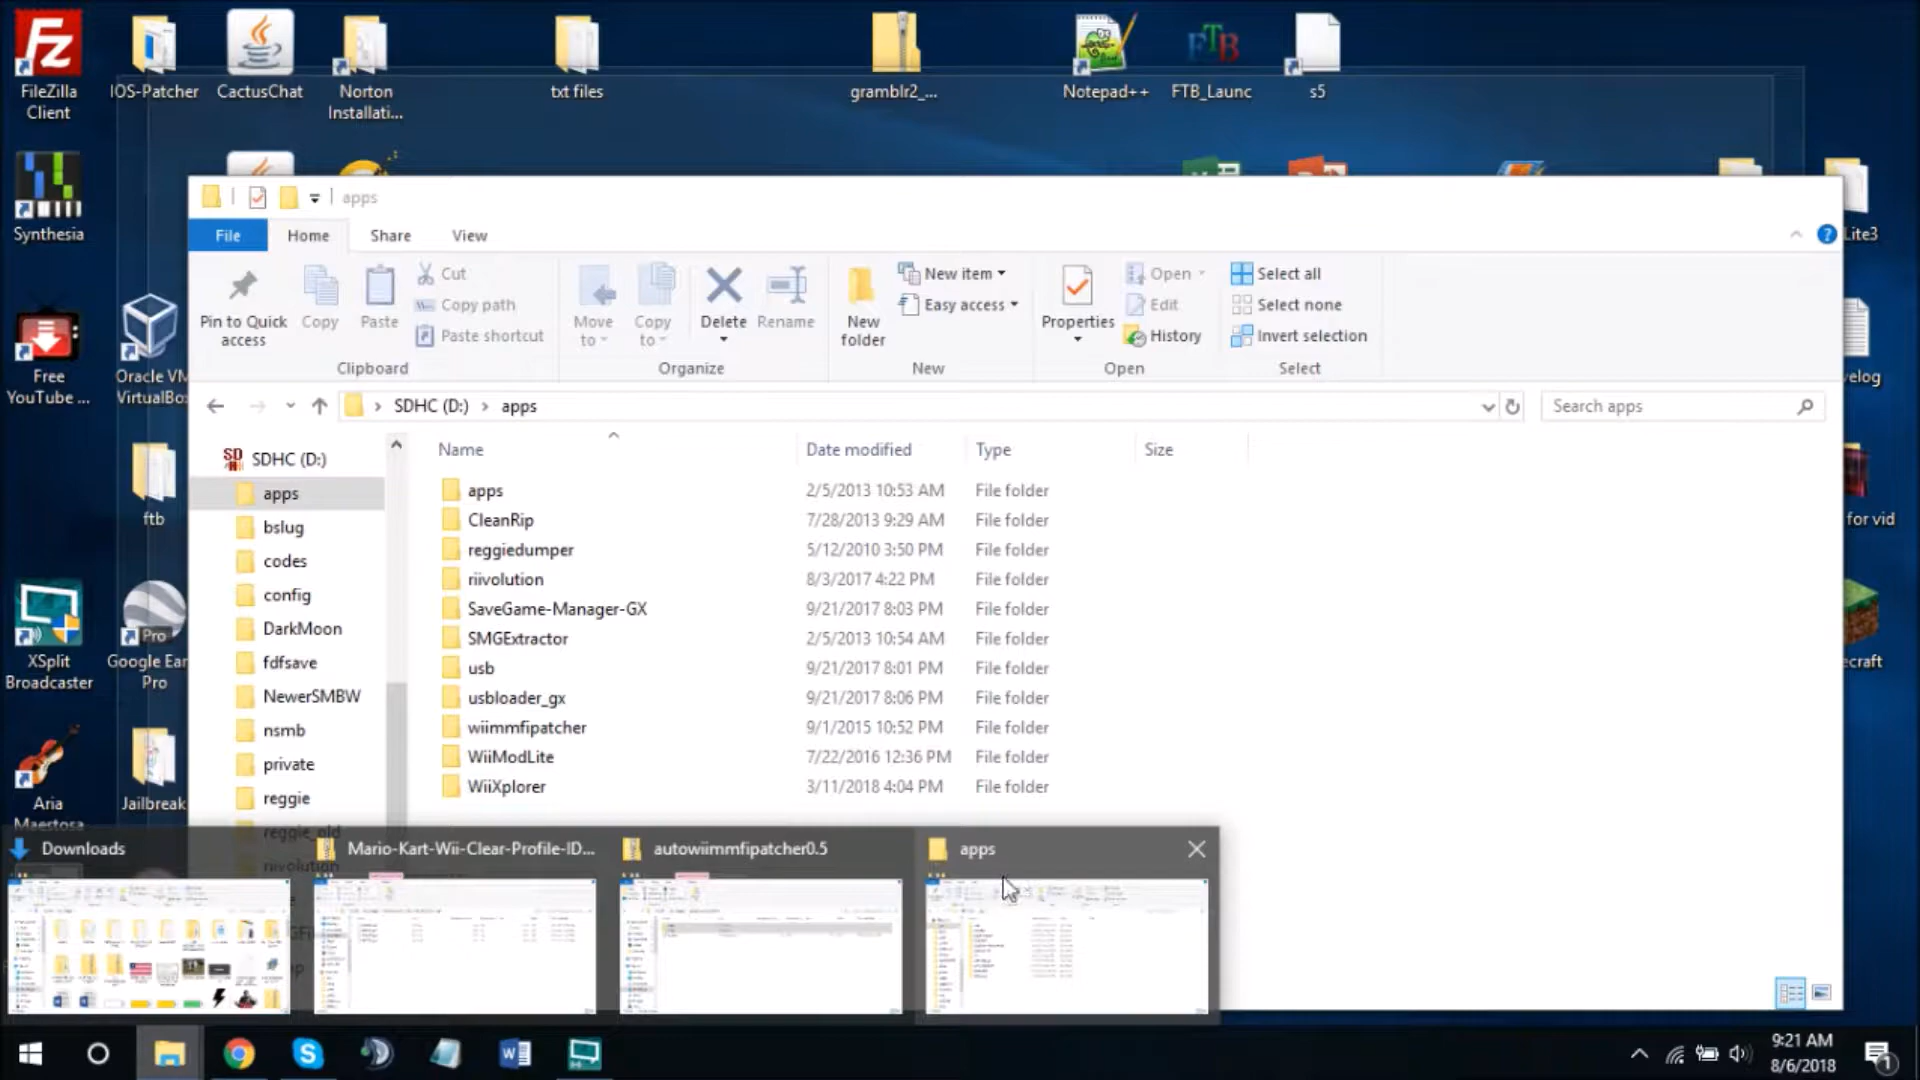 FileZilla
Client
IOS-Patcher
CactusChat
Norton
Installati...
txt files
gramblr2_...
Notepad++
FTB_Launc
s5
Synthesia
Lite3
apps
File
Home
Share
View
Pin to Quick
access
Copy
Paste
Cut
Copy path
Paste shortcut
Clipboard
Move
to
Copy
to
Delete
Rename
Organize
New
folder
New item
Easy access
New
Properties
Open
Edit
History
Open
Select all
Select none
Invert selection
Select
SDHC (D:)
apps
Search apps
Free
YouTube ...
Oracle VM
VirtualBo
elog
ftb
for vid
XSplit
Broadcaster
Google Ear
Pro
Pro
ecraft
Aria
Maestosa
Jailbreak
SDHC (D:)
apps
bslug
codes
config
DarkMoon
fdfsave
NewerSMBW
nsmb
private
reggie
reggie_old
riivolution
Name
Date modified
Type
Size
apps 2/5/2013 10:53 AM File folder
CleanRip 7/28/2013 9:29 AM File folder
reggiedumper 5/12/2010 3:50 PM File folder
riivolution 8/3/2017 4:22 PM File folder
SaveGame-Manager-GX 9/21/2017 8:03 PM File folder
SMGExtractor 2/5/2013 10:54 AM File folder
usb 9/21/2017 8:01 PM File folder
usbloader_gx 9/21/2017 8:06 PM File folder
wiimmfipatcher 9/1/2015 10:52 PM File folder
WiiModLite 7/22/2016 12:36 PM File folder
WiiXplorer 3/11/2018 4:04 PM File folder
Downloads
Mario-Kart-Wii-Clear-Profile-ID...
autowiimmfipatcher0.5
apps
9:21 AM
8/6/2018
1